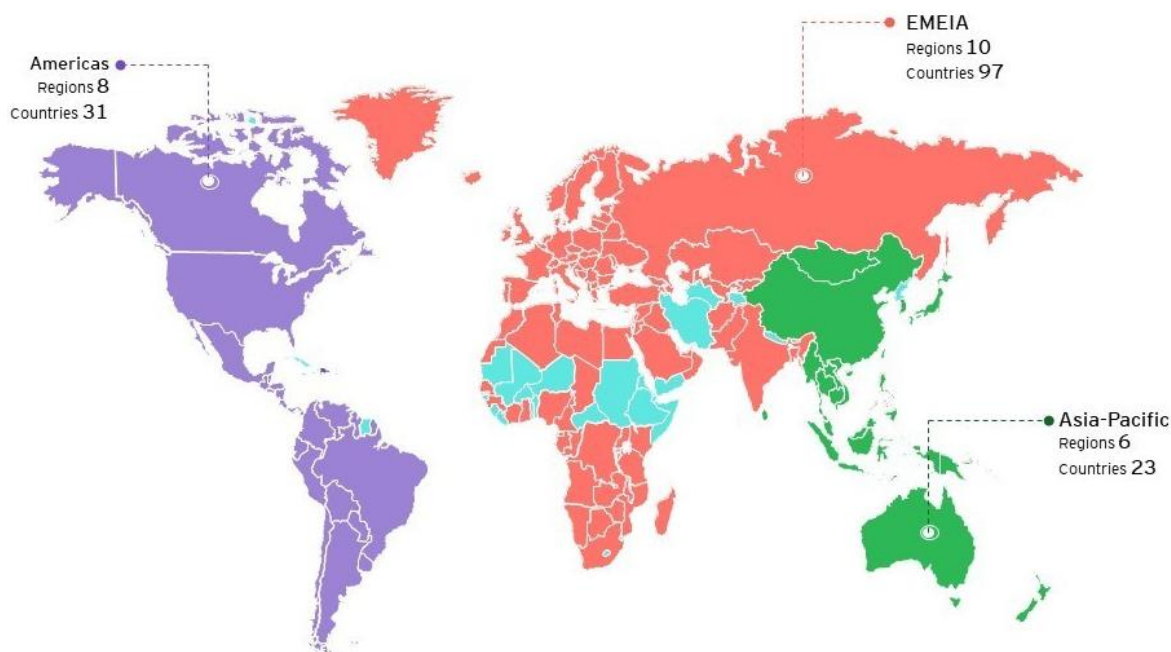 Americas
Regions 8
Countries 31
EMEIA
Regions 10
Countries 97
Asia-Pacific
Regions 6
Countries 23